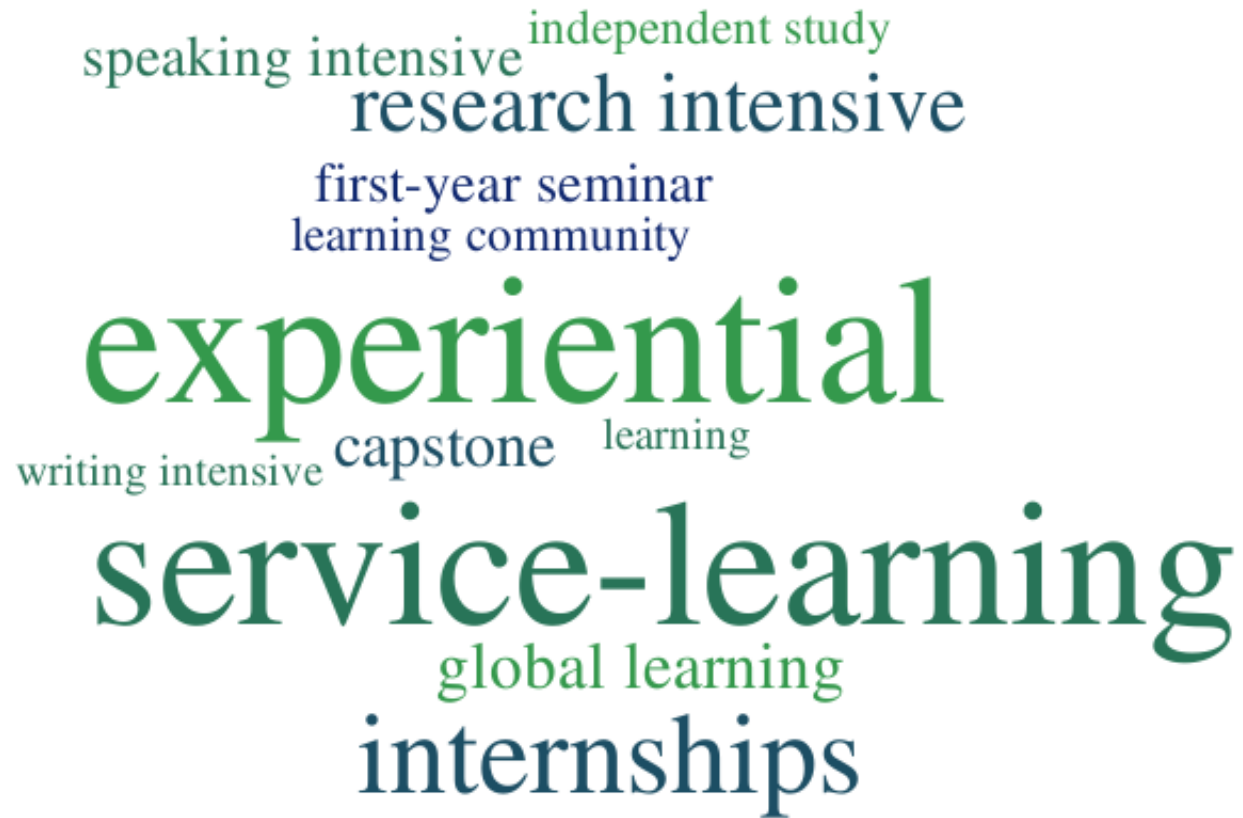 independent study
speaking intensive
research intensive
first-year seminar
learning community
experiential
learning
capstone
writing intensive
service-learning
global learning
internships